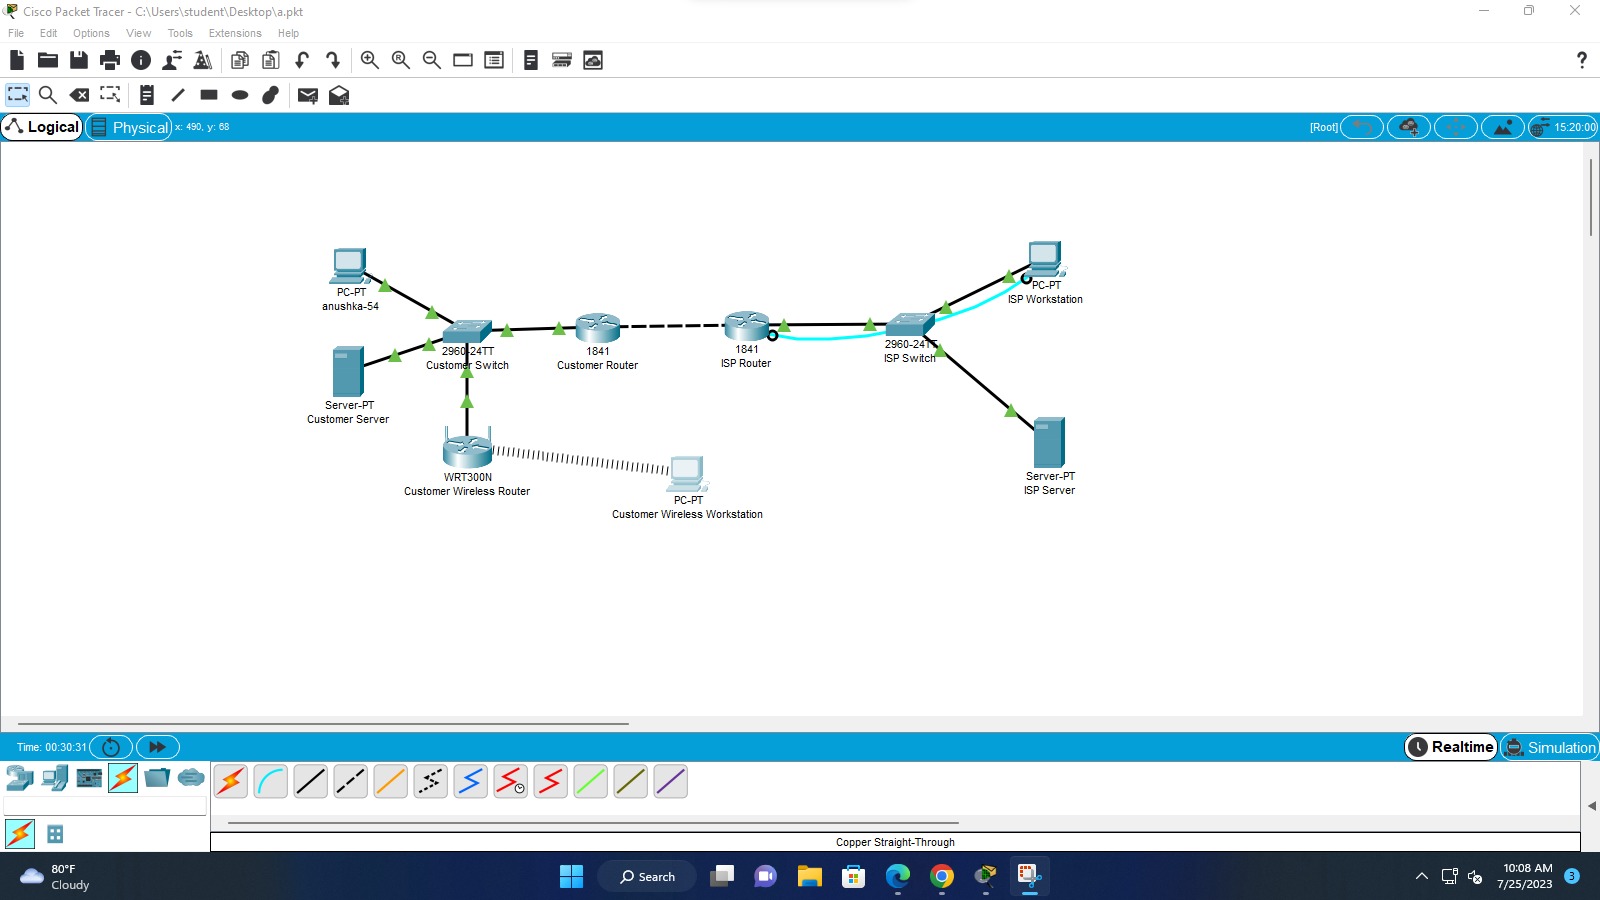 Cisco Packet Tracer - C:\Users\student\Desktop\a.pkt
File Edit Options View Tools Extensions Help
Logical Physical x: 490, y: 68 [Root] 15:20:00
PC-PT
anushka-54
Server-PT
Customer Server
2960-24TT
Customer Switch
1841
Customer Router
1841
ISP Router
2960-24TT
ISP Switch
PC-PT
ISP Workstation
Server-PT
ISP Server
WRT300N
Customer Wireless Router
PC-PT
Customer Wireless Workstation
Time: 00:30:31 Realtime Simulation
Copper Straight-Through
80°F
Cloudy
Search
10:08 AM
7/25/2023
3